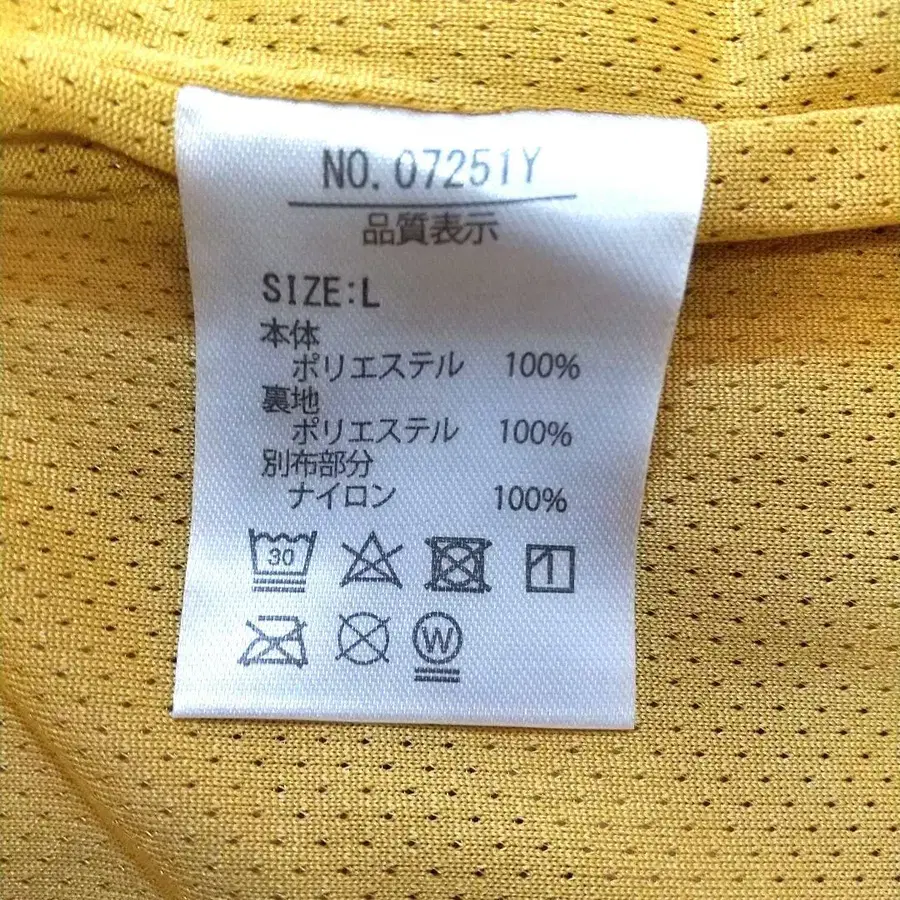 NO. 07251Y
品質表示
SIZE:L
本体
ポリエステル 100%
裏地
ポリエステル 100%
別布部分
ナイロン 100%
30
W